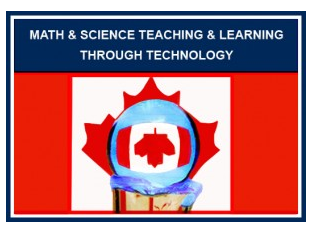 MATH & SCIENCE TEACHING & LEARNING
THROUGH TECHNOLOGY